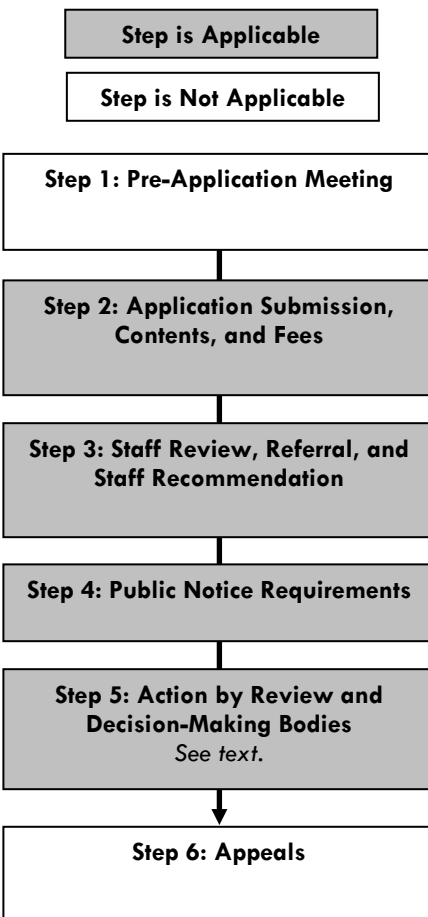 Step is Applicable
Step is Not Applicable
Step 1: Pre-Application Meeting
Step 2: Application Submission,
Contents, and Fees
Step 3: Staff Review, Referral, and
Staff Recommendation
Step 4: Public Notice Requirements
Step 5: Action by Review and
Decision-Making Bodies
See text.
Step 6: Appeals